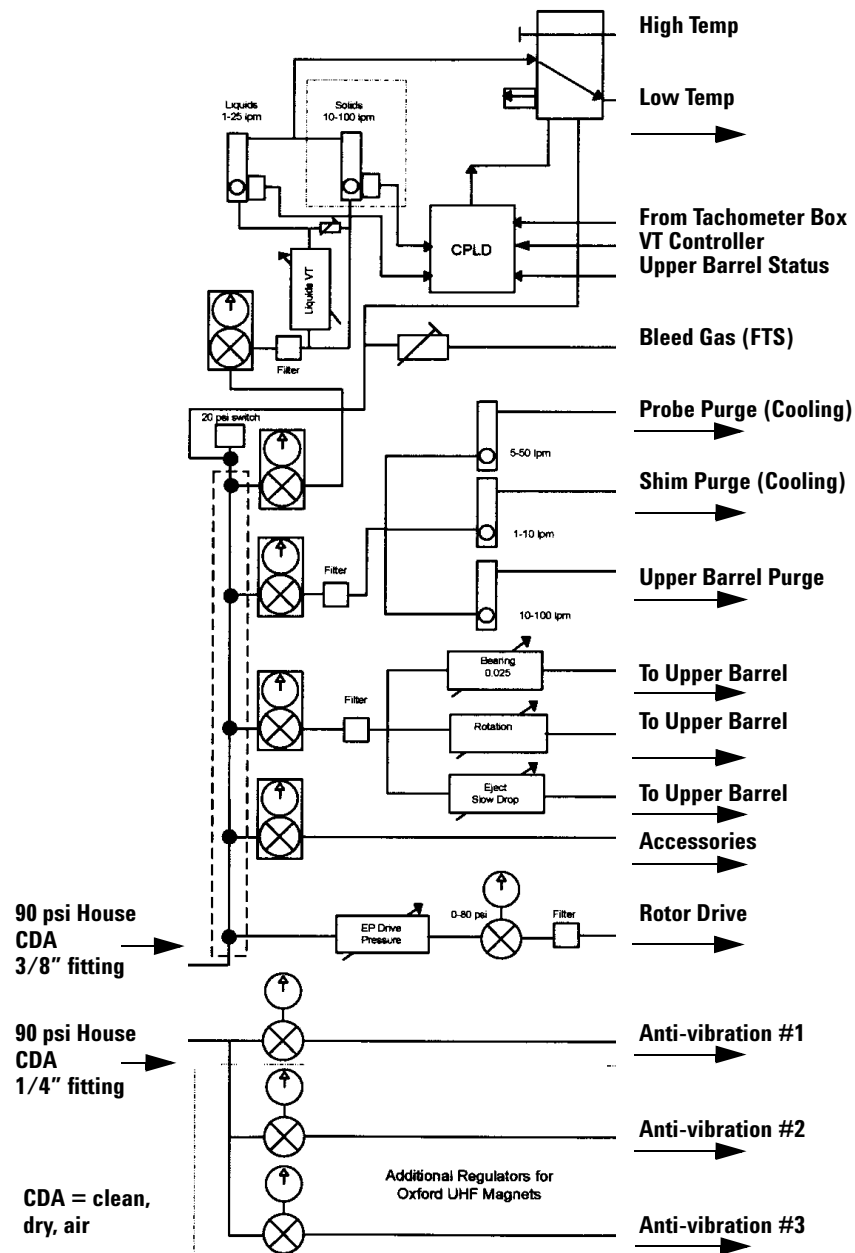 High Temp
Liquids
1-25 lpm
Solids
10-100 lpm
Low Temp
From Tachometer Box
VT Controller
Upper Barrel Status
CPLD
Liquids VT
Filter
Bleed Gas (FTS)
20 psi switch
Probe Purge (Cooling)
5-50 lpm
Shim Purge (Cooling)
1-10 lpm
Filter
Upper Barrel Purge
10-100 lpm
Bearing
0.025
To Upper Barrel
Filter
Rotation
To Upper Barrel
Eject
Slow Drop
To Upper Barrel
Accessories
90 psi House
CDA
3/8” fitting
EP Drive
Pressure
0-80 psi
Filter
Rotor Drive
90 psi House
CDA
1/4” fitting
Anti-vibration #1
Anti-vibration #2
Additional Regulators for
Oxford UHF Magnets
CDA = clean,
dry, air
Anti-vibration #3